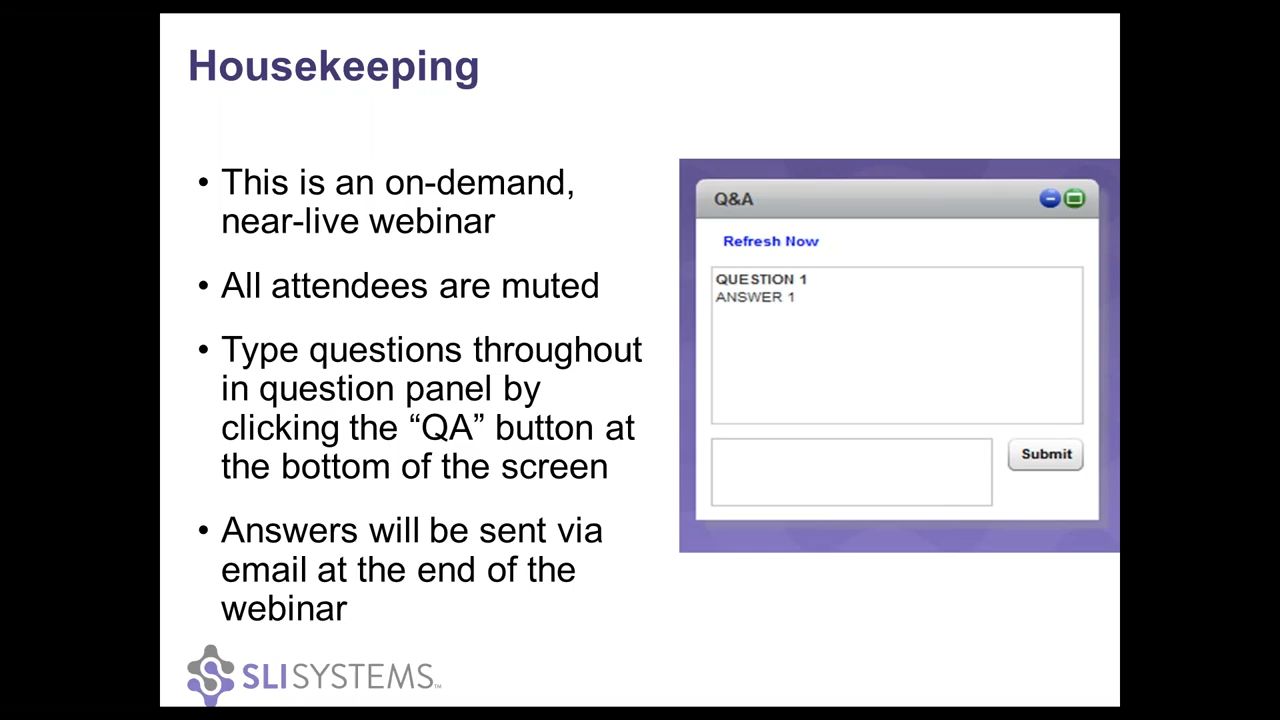 Housekeeping
• This is an on-demand,
near-live webinar
• All attendees are muted
• Type questions throughout
in question panel by
clicking the “QA” button at
the bottom of the screen
• Answers will be sent via
email at the end of the
webinar
Q&A
Refresh Now
QUESTION 1
ANSWER 1
Submit
SLISYSTEMS™